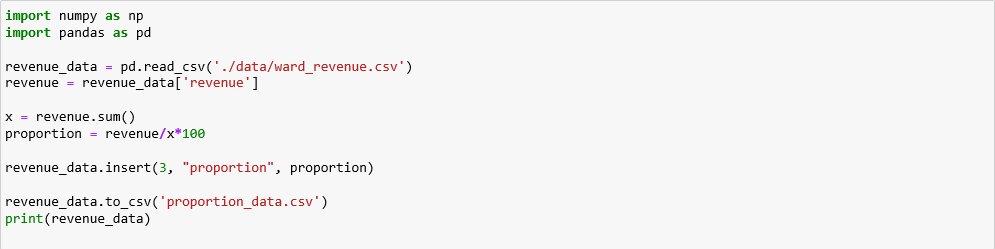 import numpy as np
import pandas as pd
revenue_data = pd.read_csv('./data/ward_revenue.csv')
revenue = revenue_data['revenue']
x = revenue.sum()
proportion = revenue/x*100
revenue_data.insert(3, "proportion", proportion)
revenue_data.to_csv('proportion_data.csv')
print(revenue_data)